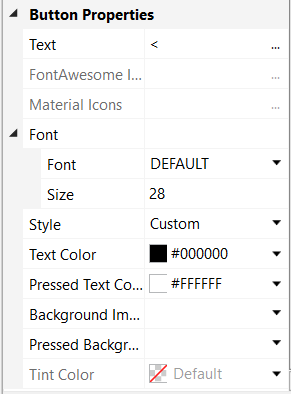 Button Properties
Text <    ...
FontAwesome I... ...
Material Icons ...
Font
Font DEFAULT
Size 28
Style Custom
Text Color #000000
Pressed Text Co... #FFFFFF
Background Im...
Pressed Backgr...
Tint Color Default